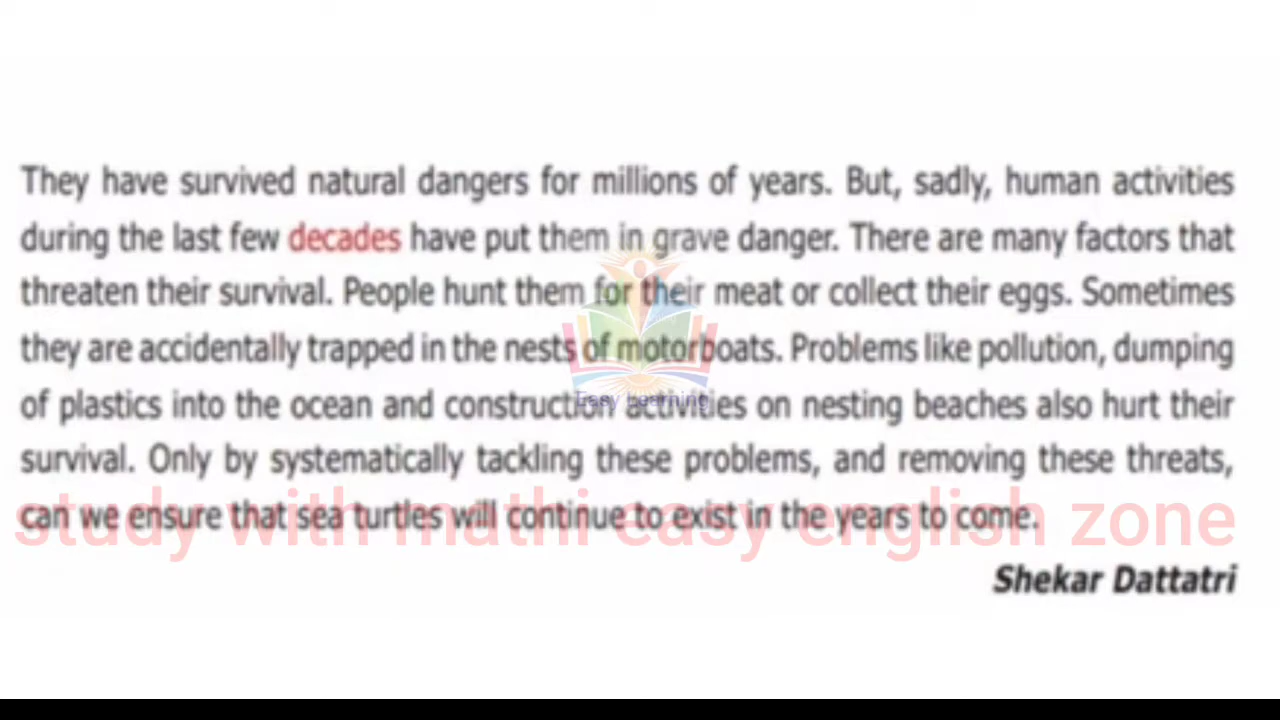 They have survived natural dangers for millions of years. But, sadly, human activities
during the last few decades have put them in grave danger. There are many factors that
threaten their survival. People hunt them for their meat or collect their eggs. Sometimes
they are accidentally trapped in the nests of motorboats. Problems like pollution, dumping
of plastics into the ocean and construction activities on nesting beaches also hurt their
Easy Learning
survival. Only by systematically tackling these problems, and removing these threats,
can we ensure that sea turtles will continue to exist in the years to come.
study with mathi easy english zone
Shekar Dattatri